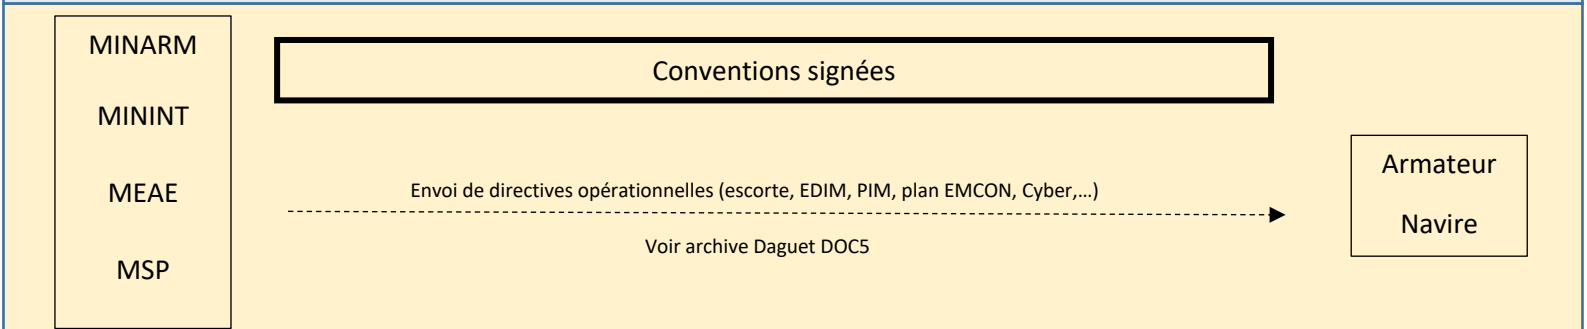 MINARM
MININT
MEAE
MSP
Conventions signées
Envoi de directives opérationnelles (escorte, EDIM, PIM, plan EMCON, Cyber,…)
Voir archive Daguet DOC5
Armateur
Navire